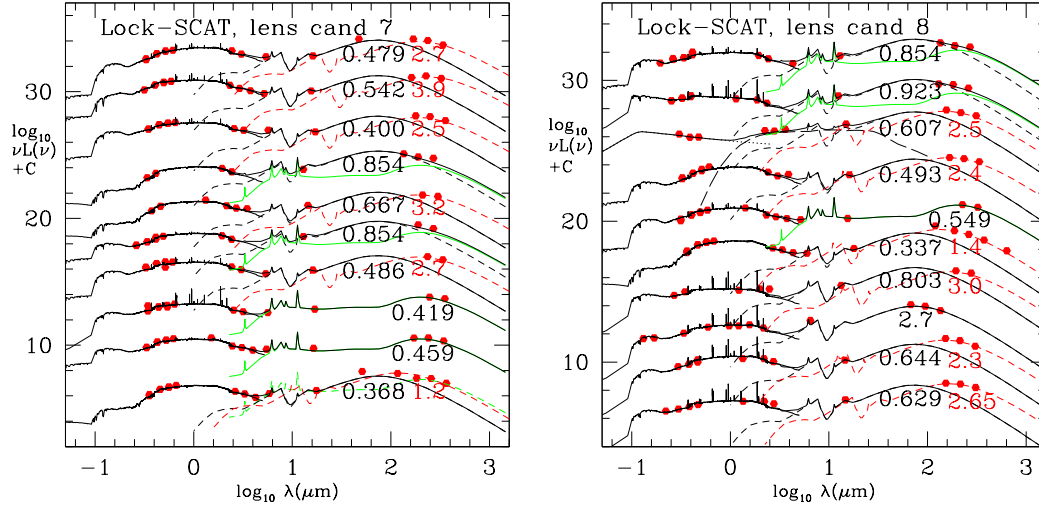 Lock-SCAT, lens cand 7
0.479 2.7
30
0.542 3.9
log₁₀
νL(ν)
+C
0.400 2.5
0.854
20
0.667 3.2
0.854
0.486 2.7
0.419
10
0.459
0.368 1.2
−1 0 1 2 3
log₁₀ λ(μm)
Lock-SCAT, lens cand 8
0.854
30
0.923
log₁₀
νL(ν)
+C
0.607 2.5
0.493 2.4
20
0.549
0.337 1.4
0.803 3.0
2.7
10
0.644 2.3
0.629 2.65
−1 0 1 2 3
log₁₀ λ(μm)